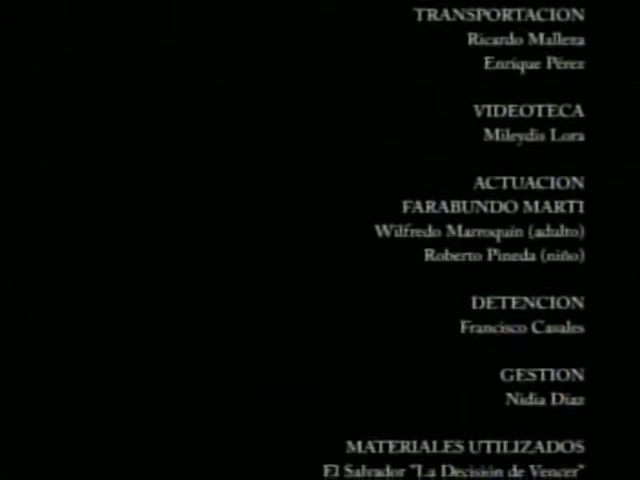 TRANSPORTACION
Ricardo Malleza
Enrique Pérez
VIDEOTECA
Mileydis Lora
ACTUACION
FARABUNDO MARTI
Wilfredo Marroquín (adulto)
Roberto Pineda (niño)
DETENCION
Francisco Casales
GESTION
Nidia Díaz
MATERIALES UTILIZADOS
El Salvador "La Decisión de Vencer"